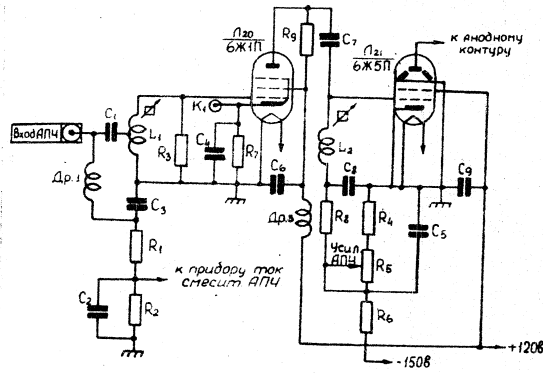 к анодному
контуру
Л20
6Ж1П
R9
C7
Л21
6Ж5П
К1
Вход АПЧ
C1
L1
R3
C4
R7
C6
L2
C8
C9
Др.1
C3
Др.3
R8
R4
C5
Усил.
АПЧ
R5
R1
к прибору ток
смесит АПЧ
C2
R2
R6
+120в
-150в